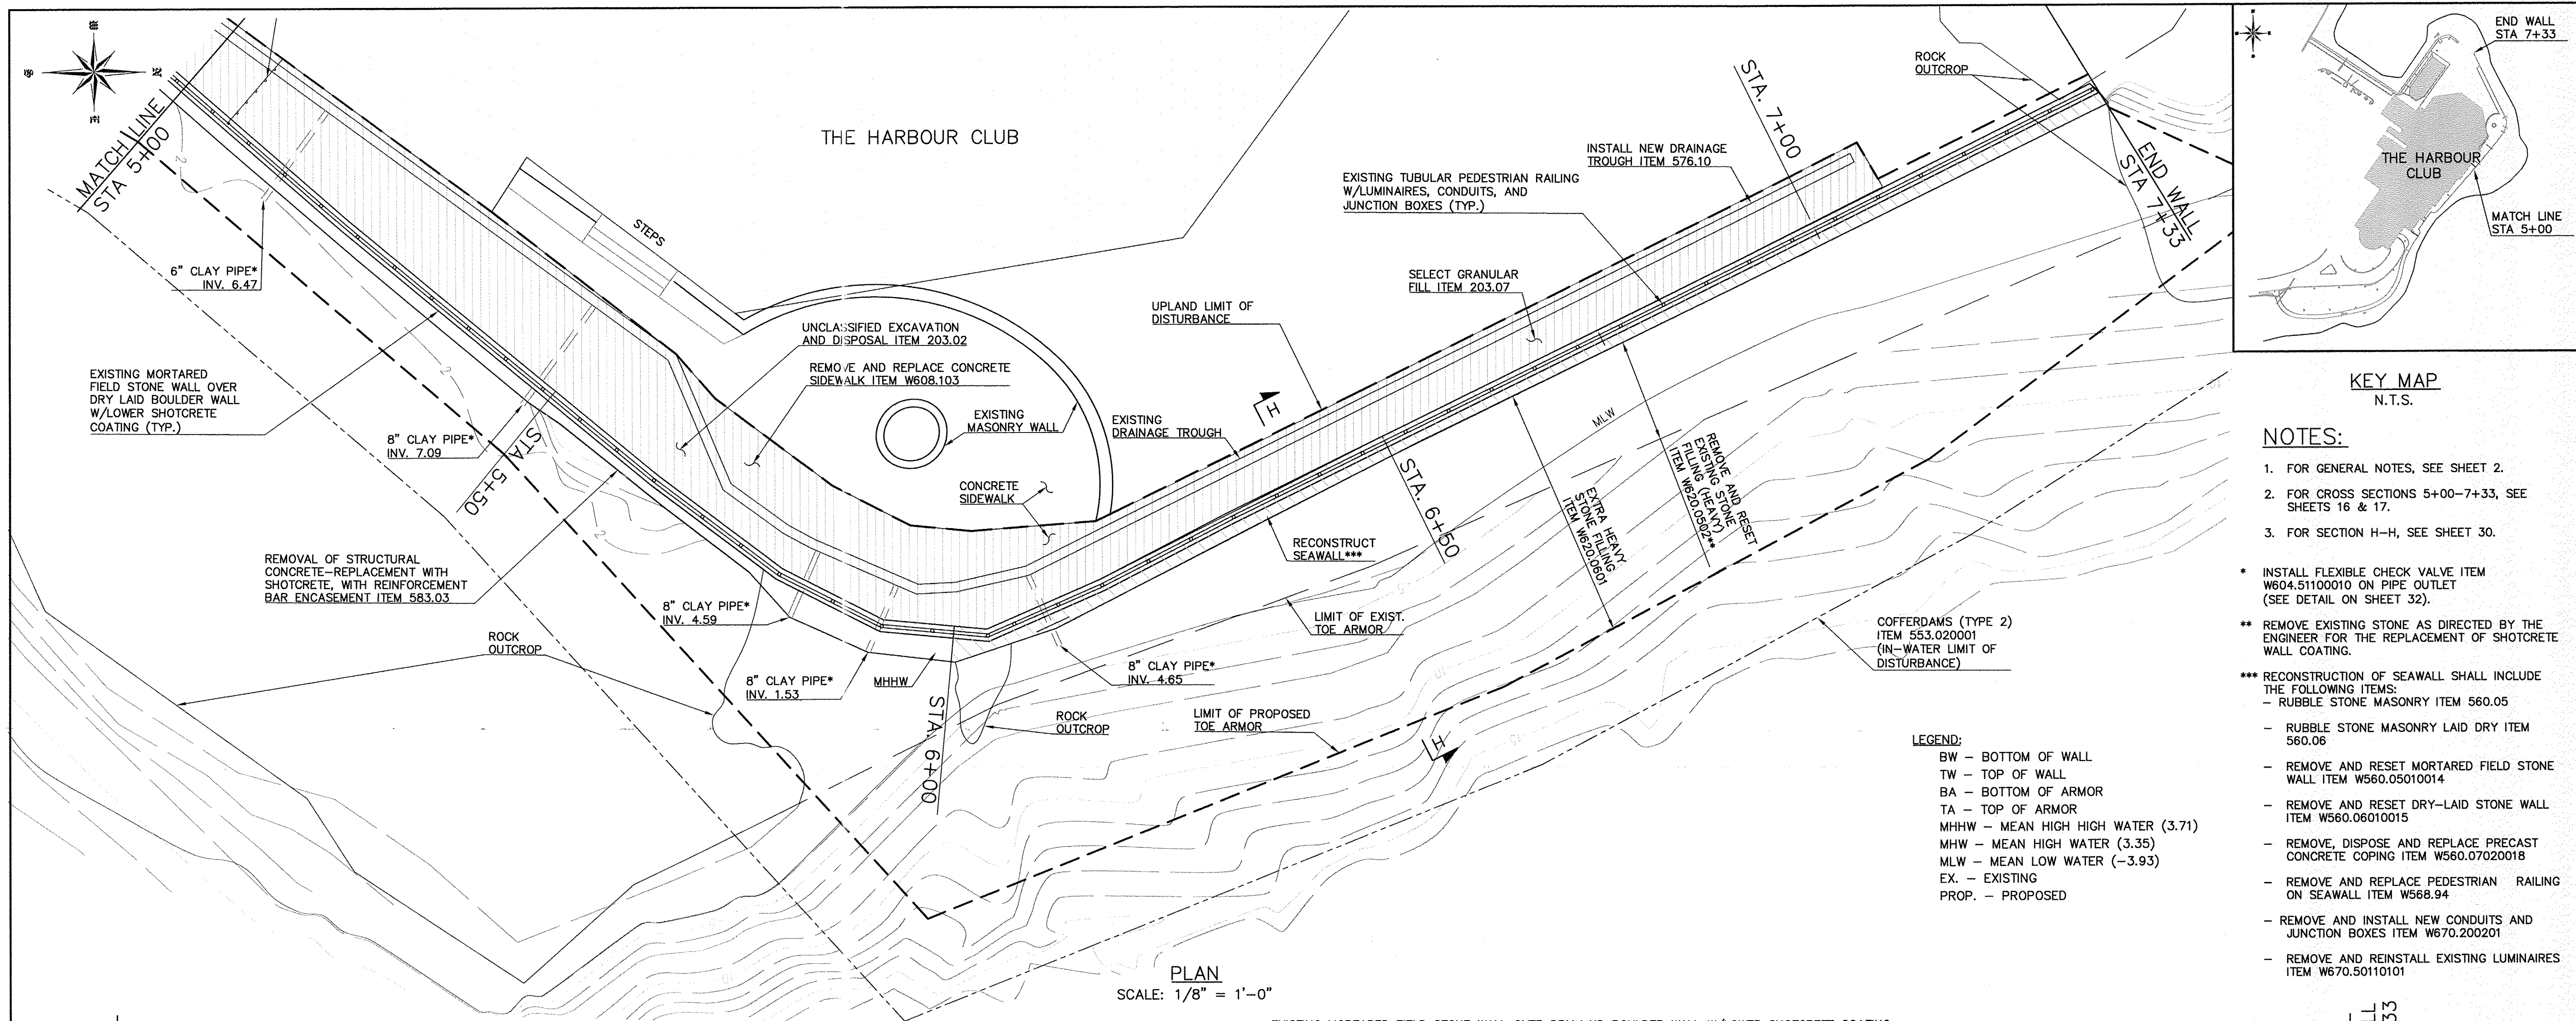 MATCH LINE
STA 5+00
THE HARBOUR CLUB
STEPS
6" CLAY PIPE*
INV. 6.47
EXISTING MORTARED
FIELD STONE WALL OVER
DRY LAID BOULDER WALL
W/LOWER SHOTCRETE
COATING (TYP.)
8" CLAY PIPE*
INV. 7.09
STA 5+50
UNCLASSIFIED EXCAVATION
AND DISPOSAL ITEM 203.02
REMOVE AND REPLACE CONCRETE
SIDEWALK ITEM W608.103
EXISTING
MASONRY WALL
CONCRETE
SIDEWALK
EXISTING
DRAINAGE TROUGH
UPLAND LIMIT OF
DISTURBANCE
H
SELECT GRANULAR
FILL ITEM 203.07
EXISTING TUBULAR PEDESTRIAN RAILING
W/LUMINAIRES, CONDUITS, AND
JUNCTION BOXES (TYP.)
INSTALL NEW DRAINAGE
TROUGH ITEM 576.10
STA. 7+00
ROCK
OUTCROP
END WALL
STA 7+33
REMOVAL OF STRUCTURAL
CONCRETE-REPLACEMENT WITH
SHOTCRETE, WITH REINFORCEMENT
BAR ENCASEMENT ITEM 583.03
ROCK
OUTCROP
8" CLAY PIPE*
INV. 4.59
8" CLAY PIPE*
INV. 1.53
MHHW
STA. 6+00
8" CLAY PIPE*
INV. 4.65
ROCK
OUTCROP
RECONSTRUCT
SEAWALL***
LIMIT OF EXIST.
TOE ARMOR
STA. 6+50
MLW
EXTRA HEAVY
STONE FILLING
ITEM W620.0601
REMOVE AND RESET
EXISTING STONE
FILLING (HEAVY)
ITEM W620.0502**
LIMIT OF PROPOSED
TOE ARMOR
H
COFFERDAMS (TYPE 2)
ITEM 553.020001
(IN-WATER LIMIT OF
DISTURBANCE)
2
2
10
15
10
PLAN
SCALE: 1/8" = 1'-0"
LEGEND:
BW – BOTTOM OF WALL
TW – TOP OF WALL
BA – BOTTOM OF ARMOR
TA – TOP OF ARMOR
MHHW – MEAN HIGH HIGH WATER (3.71)
MHW – MEAN HIGH WATER (3.35)
MLW – MEAN LOW WATER (-3.93)
EX. – EXISTING
PROP. – PROPOSED
END WALL
STA 7+33
THE HARBOUR
CLUB
MATCH LINE
STA 5+00
KEY MAP
N.T.S.
NOTES:
1. FOR GENERAL NOTES, SEE SHEET 2.
2. FOR CROSS SECTIONS 5+00-7+33, SEE
SHEETS 16 & 17.
3. FOR SECTION H-H, SEE SHEET 30.
* INSTALL FLEXIBLE CHECK VALVE ITEM
W604.51100010 ON PIPE OUTLET
(SEE DETAIL ON SHEET 32).
** REMOVE EXISTING STONE AS DIRECTED BY THE
ENGINEER FOR THE REPLACEMENT OF SHOTCRETE
WALL COATING.
*** RECONSTRUCTION OF SEAWALL SHALL INCLUDE
THE FOLLOWING ITEMS:
– RUBBLE STONE MASONRY ITEM 560.05
– RUBBLE STONE MASONRY LAID DRY ITEM
560.06
– REMOVE AND RESET MORTARED FIELD STONE
WALL ITEM W560.05010014
– REMOVE AND RESET DRY-LAID STONE WALL
ITEM W560.06010015
– REMOVE, DISPOSE AND REPLACE PRECAST
CONCRETE COPING ITEM W560.07020018
– REMOVE AND REPLACE PEDESTRIAN RAILING
ON SEAWALL ITEM W568.94
– REMOVE AND INSTALL NEW CONDUITS AND
JUNCTION BOXES ITEM W670.200201
– REMOVE AND REINSTALL EXISTING LUMINAIRES
ITEM W670.50110101